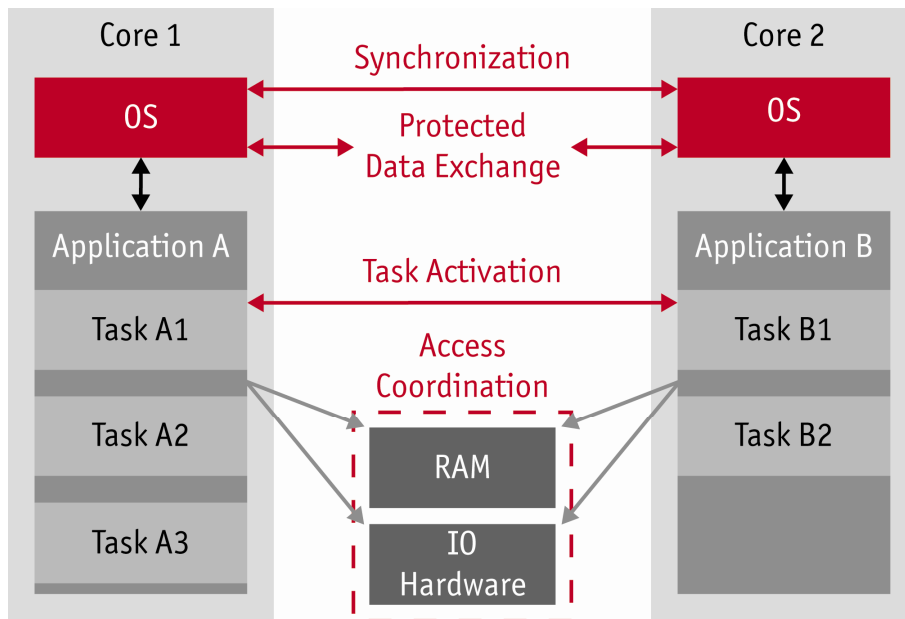 Core 1
Core 2
Synchronization
OS
OS
Protected
Data Exchange
Application A
Application B
Task Activation
Task A1
Task B1
Access
Coordination
Task A2
Task B2
RAM
Task A3
IO
Hardware